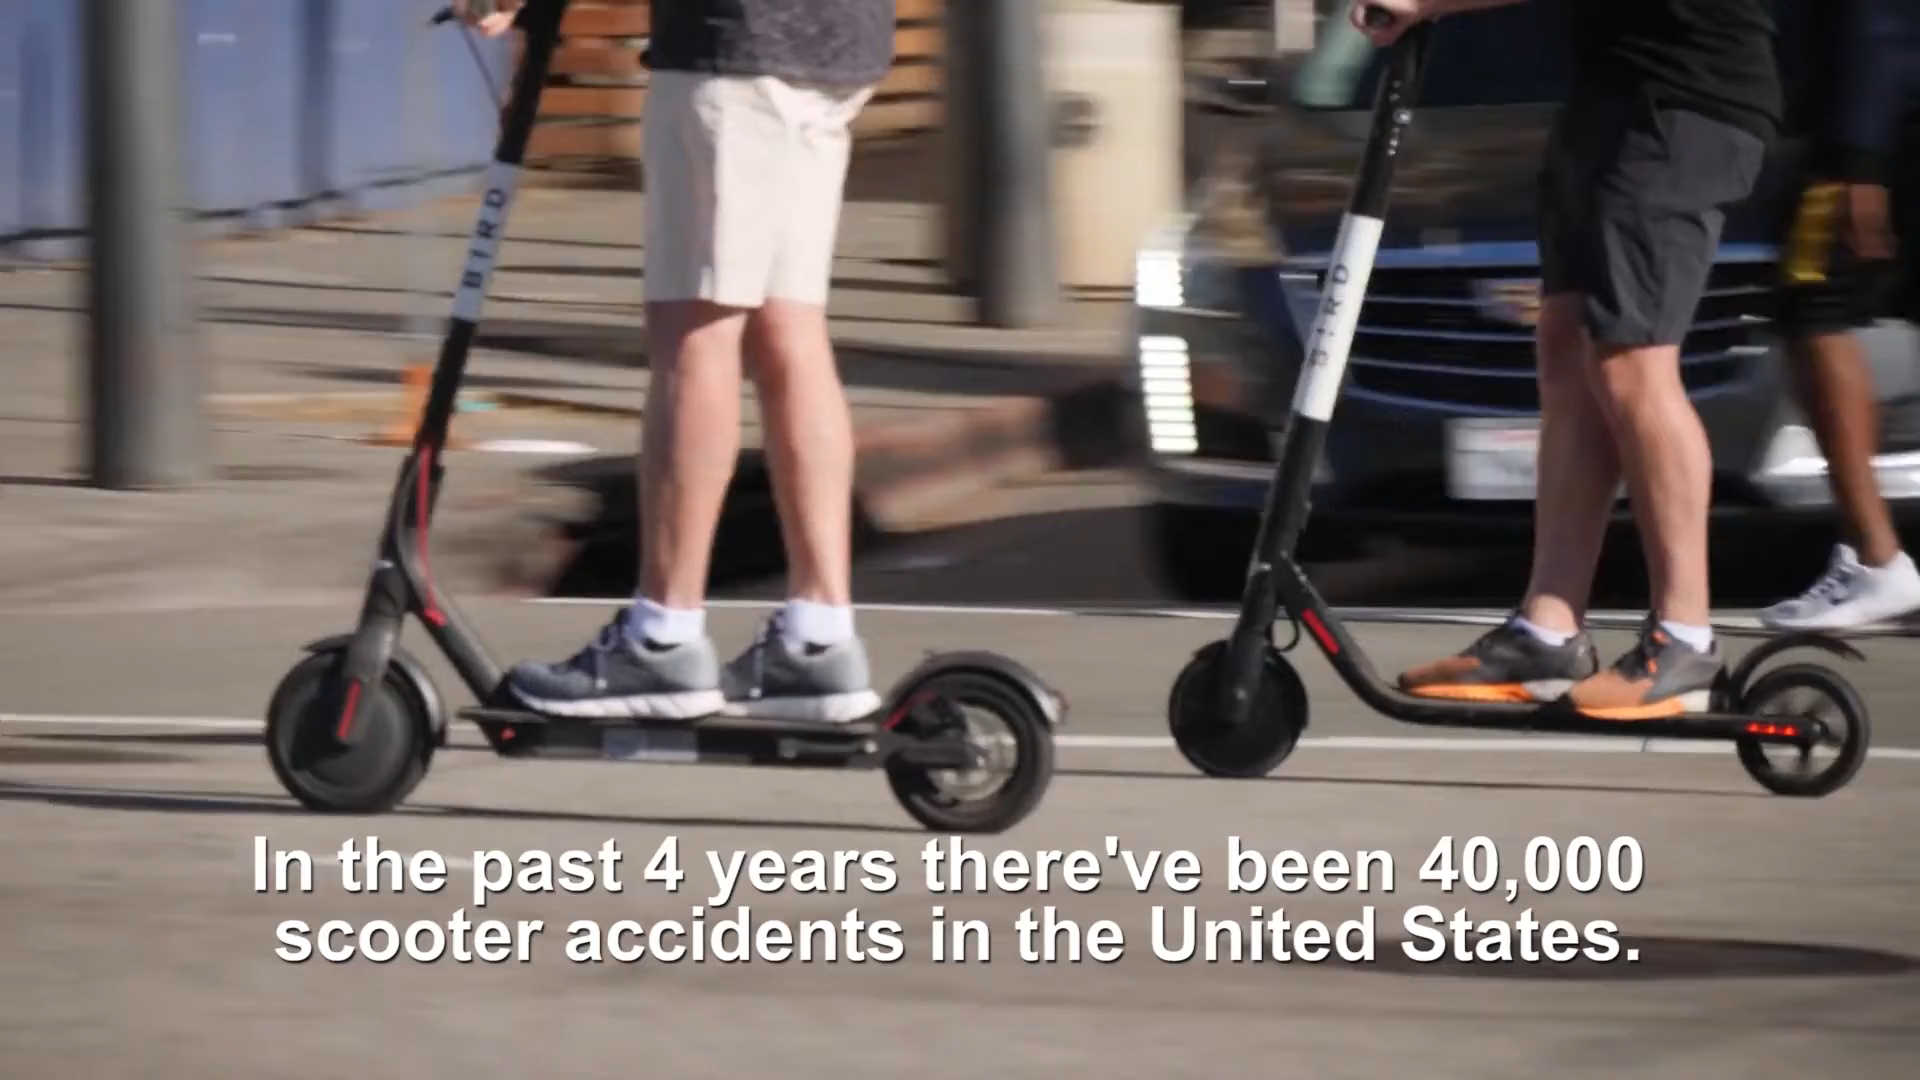 BIRD
BIRD
In the past 4 years there've been 40,000
scooter accidents in the United States.